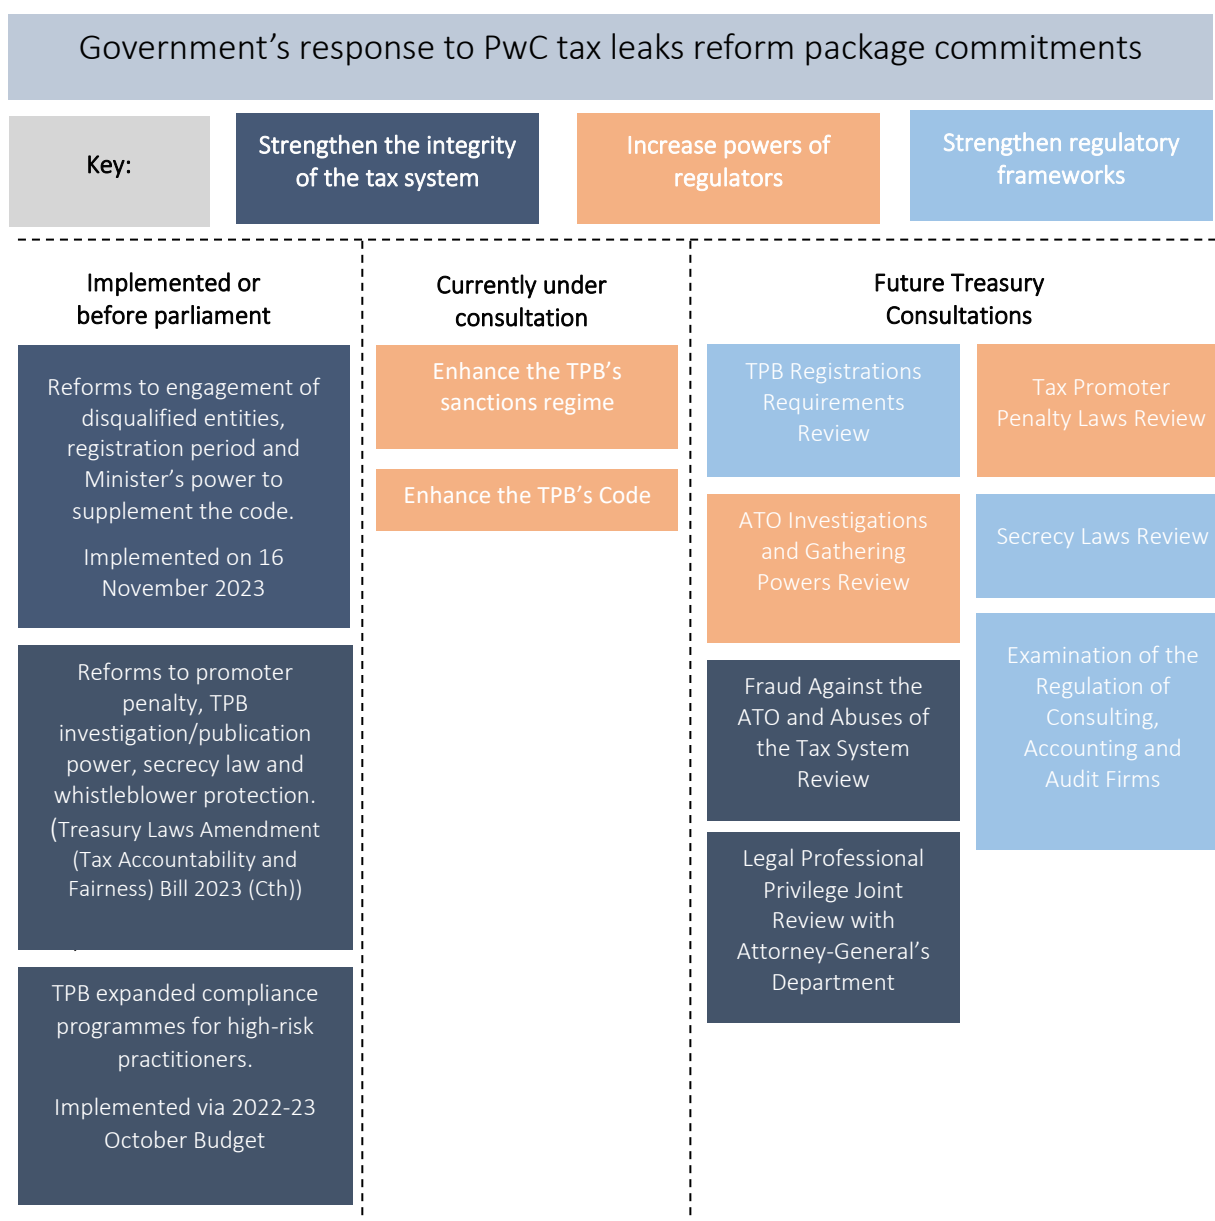 Government’s response to PwC tax leaks reform package commitments
Key:
Strengthen the integrity
of the tax system
Increase powers of
regulators
Strengthen regulatory
frameworks
Implemented or
before parliament
Reforms to engagement of
disqualified entities,
registration period and
Minister’s power to
supplement the code.
Implemented on 16
November 2023
Reforms to promoter
penalty, TPB
investigation/publication
power, secrecy law and
whistleblower protection.
(Treasury Laws Amendment
(Tax Accountability and
Fairness) Bill 2023 (Cth))
TPB expanded compliance
programmes for high-risk
practitioners.
Implemented via 2022-23
October Budget
Currently under
consultation
Enhance the TPB’s
sanctions regime
Enhance the TPB’s Code
Future Treasury
Consultations
TPB Registrations
Requirements
Review
ATO Investigations
and Gathering
Powers Review
Fraud Against the
ATO and Abuses of
the Tax System
Review
Legal Professional
Privilege Joint
Review with
Attorney-General’s
Department
Tax Promoter
Penalty Laws Review
Secrecy Laws Review
Examination of the
Regulation of
Consulting,
Accounting and
Audit Firms